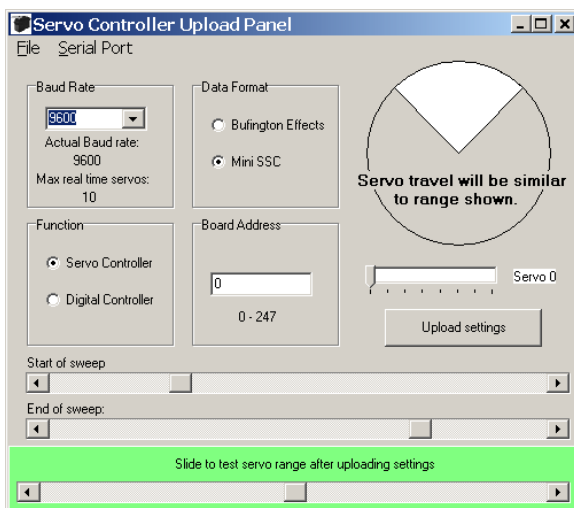 Servo Controller Upload Panel
File Serial Port
Baud Rate
9600
Actual Baud rate:
9600
Max real time servos:
10
Data Format
Bufington Effects
Mini SSC
Servo travel will be similar
to range shown.
Function
Servo Controller
Digital Controller
Board Address
0
0 - 247
Servo 0
Upload settings
Start of sweep
End of sweep:
Slide to test servo range after uploading settings